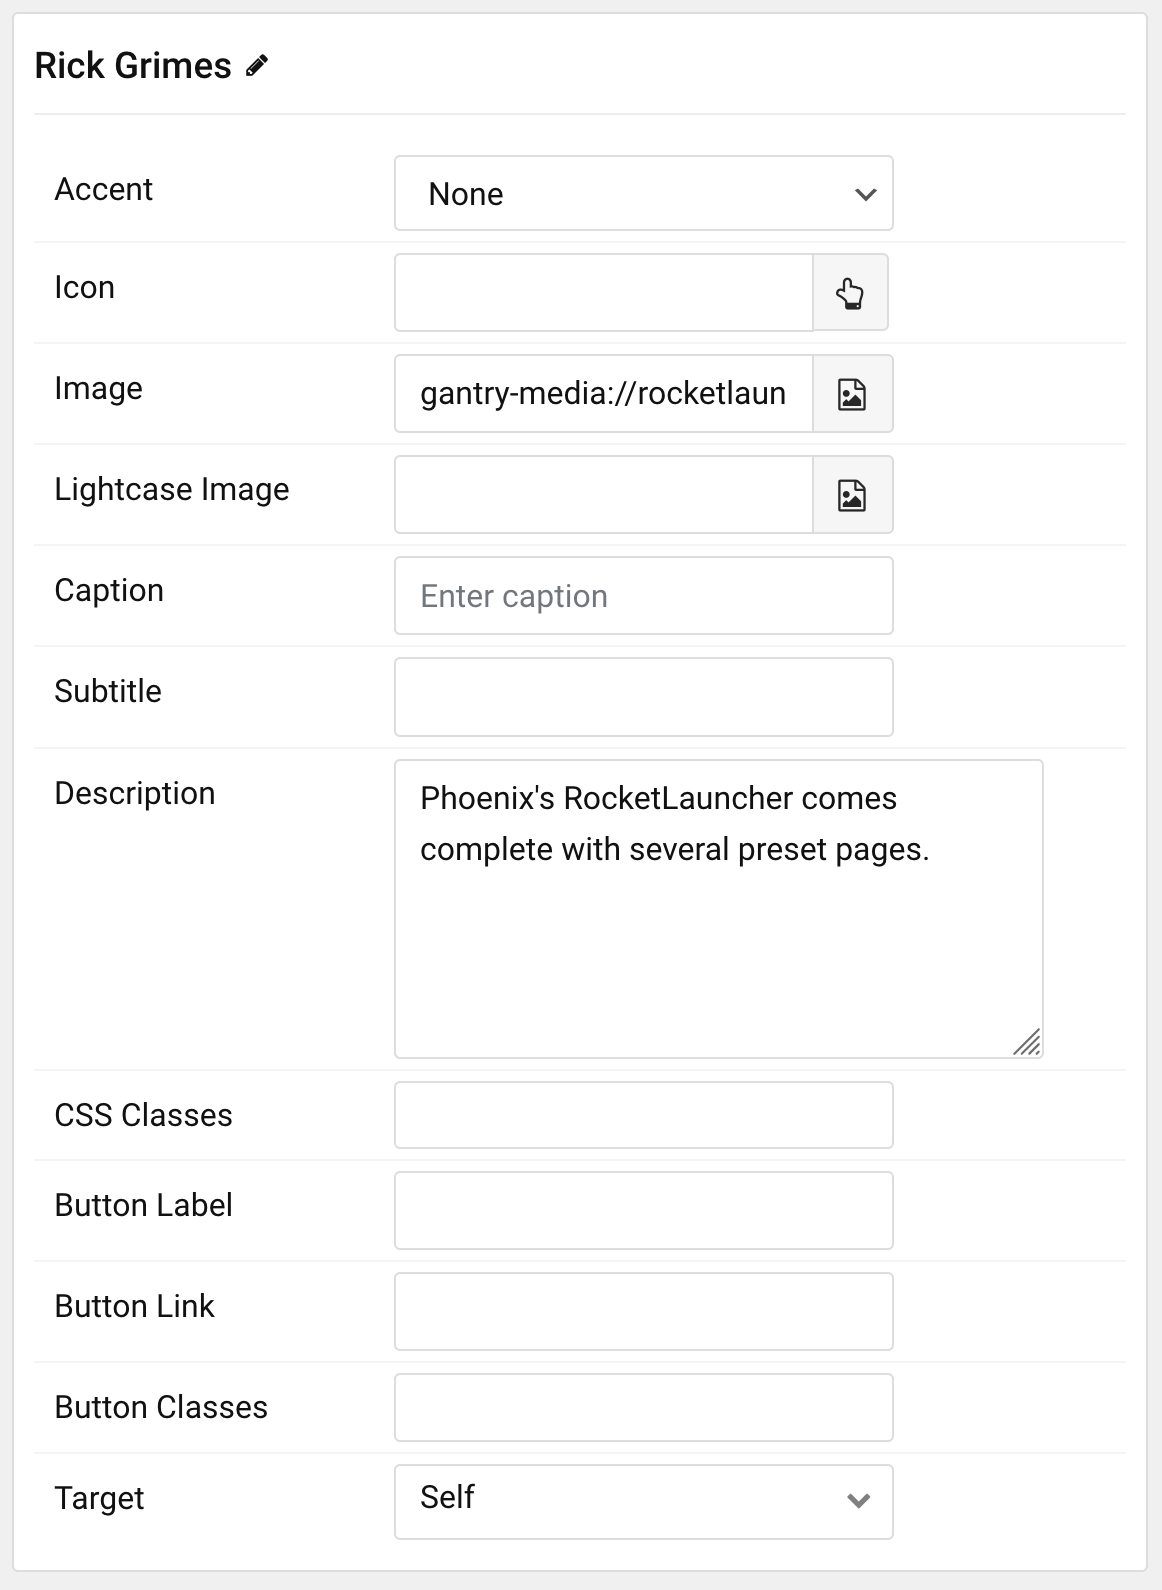 Rick Grimes
Accent
None
Icon
Image
gantry-media://rocketlaun
Lightcase Image
Caption
Enter caption
Subtitle
Description
Phoenix's RocketLauncher comes
complete with several preset pages.
CSS Classes
Button Label
Button Link
Button Classes
Target
Self